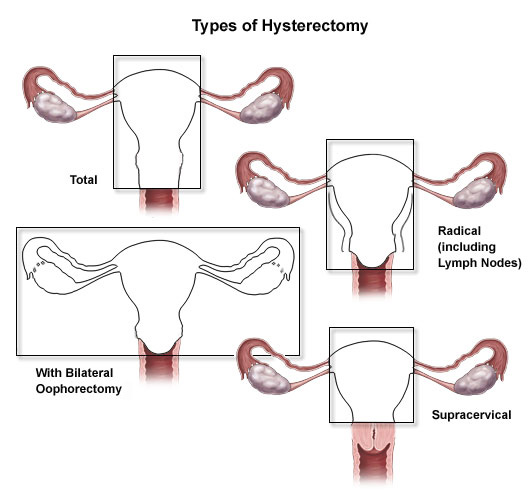 Types of Hysterectomy
Total
Radical
(including
Lymph Nodes)
With Bilateral
Oophorectomy
Supracervical